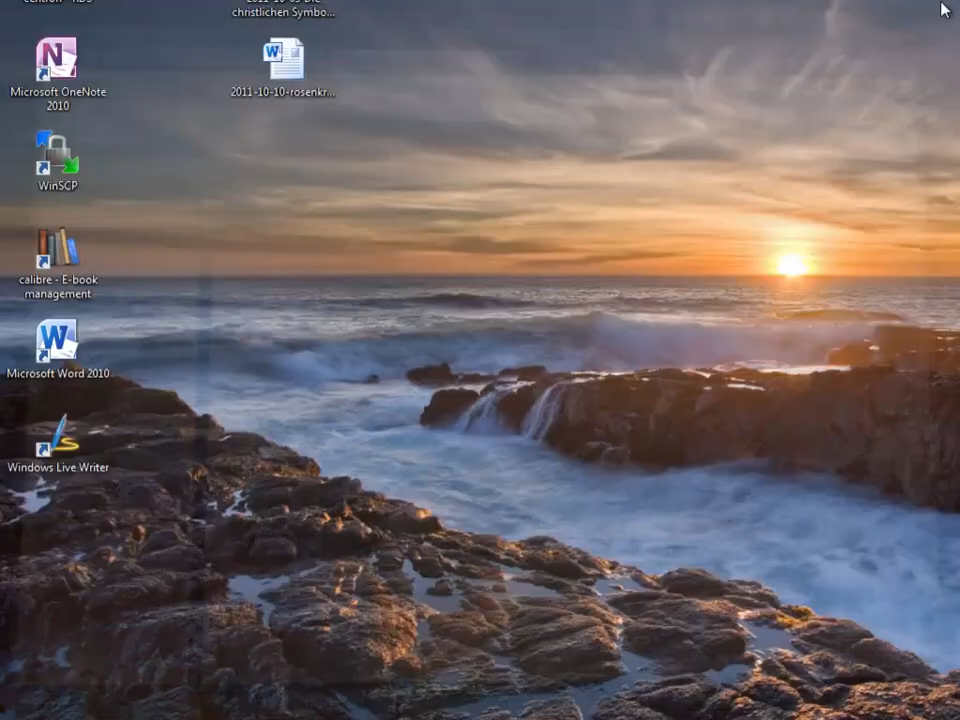 christlichen Symbo...
Microsoft OneNote
2010
2011-10-10-rosenkr...
WinSCP
calibre - E-book
management
Microsoft Word 2010
Windows Live Writer